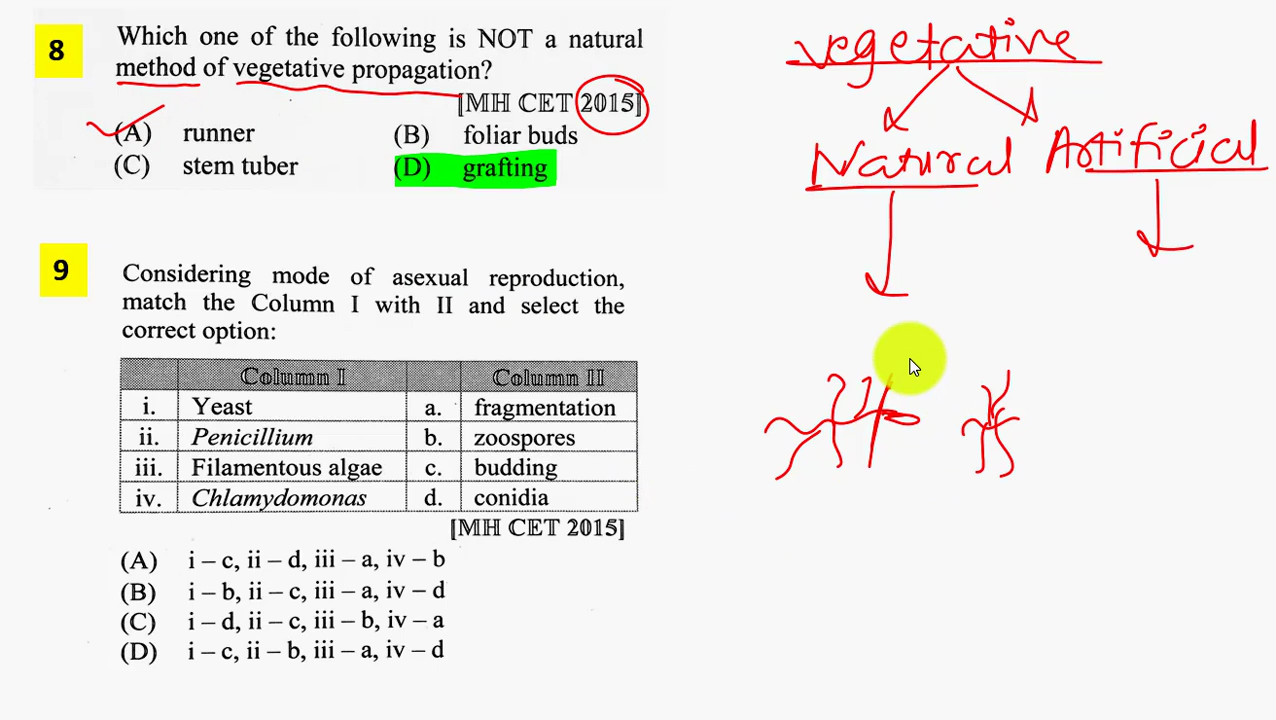 8
Which one of the following is NOT a natural
method of vegetative propagation?
[MH CET 2015]
(A) runner (B) foliar buds
(C) stem tuber (D) grafting
9
Considering mode of asexual reproduction,
match the Column I with II and select the
correct option:
Column I Column II
i. Yeast a. fragmentation
ii. Penicillium b. zoospores
iii. Filamentous algae c. budding
iv. Chlamydomonas d. conidia
[MH CET 2015]
(A) i – c, ii – d, iii – a, iv – b
(B) i – b, ii – c, iii – a, iv – d
(C) i – d, ii – c, iii – b, iv – a
(D) i – c, ii – b, iii – a, iv – d
vegetative
Natural Artificial